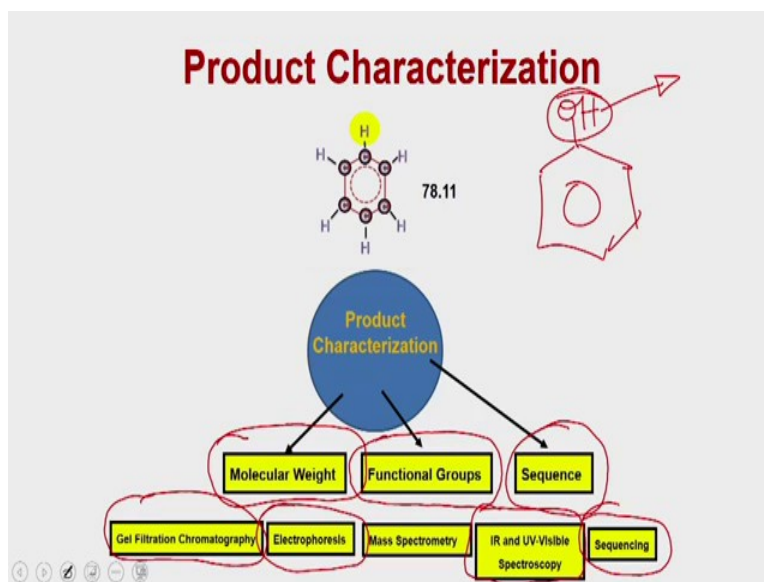 Product Characterization
H
OH
H
H
C
C
C
78.11
C
C
C
H
H
H
Product
Characterization
Molecular Weight
Functional Groups
Sequence
Gel Filtration Chromatography
Electrophoresis
Mass Spectrometry
IR and UV-Visible
Spectroscopy
Sequencing